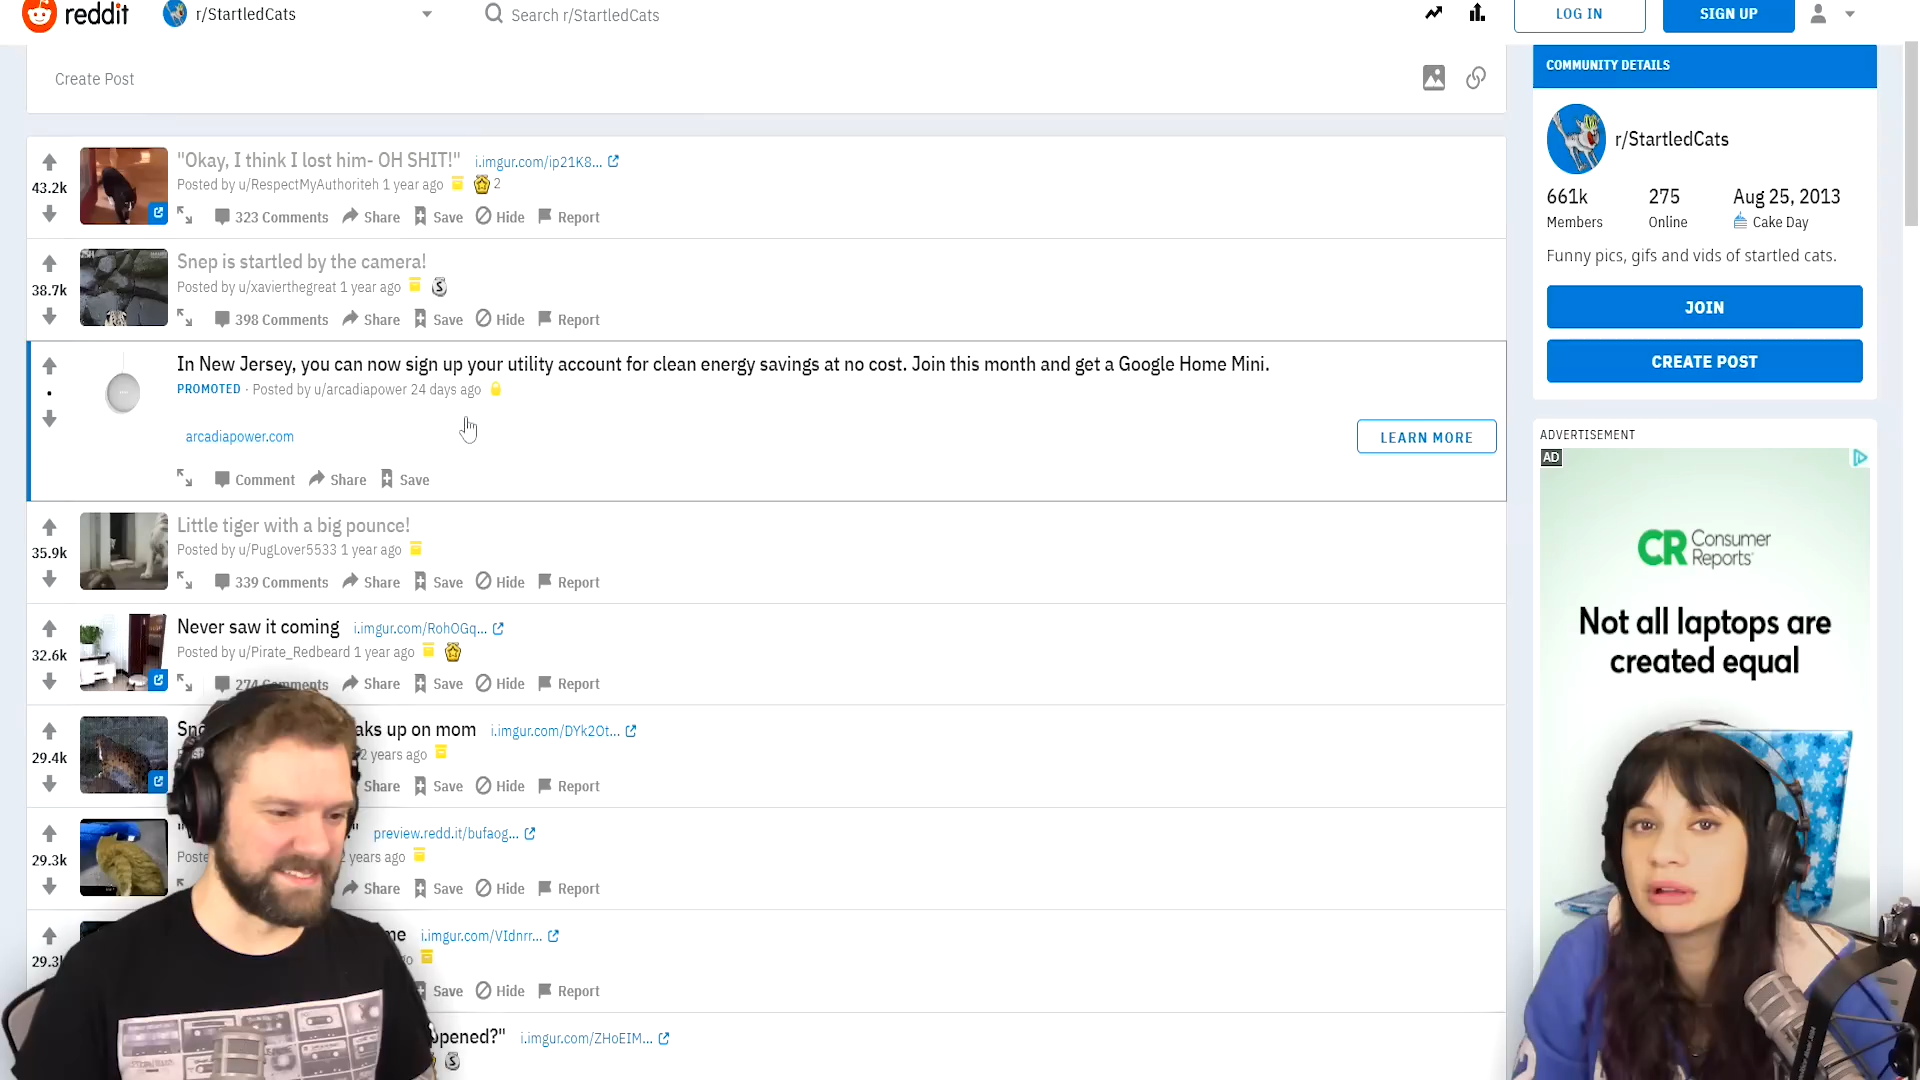 reddit
r/StartledCats
Search r/StartledCats
LOG IN
SIGN UP
Create Post
COMMUNITY DETAILS
r/StartledCats
661k
Members
275
Online
Aug 25, 2013
Cake Day
Funny pics, gifs and vids of startled cats.
JOIN
CREATE POST
ADVERTISEMENT
AD
CR Consumer Reports
Not all laptops are
created equal
43.2k
"Okay, I think I lost him- OH SHIT!" i.imgur.com/ip21K8...
Posted by u/RespectMyAuthoriteh 1 year ago 2
323 Comments Share Save Hide Report
38.7k
Snep is startled by the camera!
Posted by u/xavierthegreat 1 year ago S
398 Comments Share Save Hide Report
In New Jersey, you can now sign up your utility account for clean energy savings at no cost. Join this month and get a Google Home Mini.
PROMOTED · Posted by u/arcadiapower 24 days ago
arcadiapower.com
LEARN MORE
Comment Share Save
35.9k
Little tiger with a big pounce!
Posted by u/PugLover5533 1 year ago
339 Comments Share Save Hide Report
32.6k
Never saw it coming i.imgur.com/RohOGq...
Posted by u/Pirate_Redbeard 1 year ago
274 Comments Share Save Hide Report
29.4k
aks up on mom i.imgur.com/DYk2Ot...
2 years ago
Share Save Hide Report
29.3k
preview.redd.it/bufaog...
2 years ago
Share Save Hide Report
29.3
me i.imgur.com/VIdnrr...
Save Hide Report
ppened?" i.imgur.com/ZHoEIM...
S